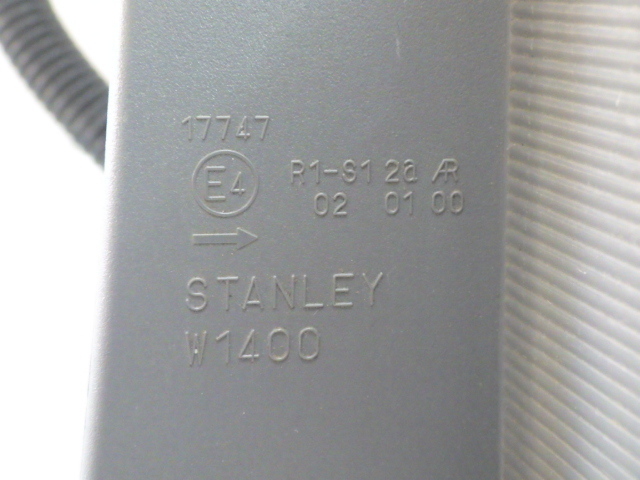 17747
E4 R1-S1 2a AR
02 01 00
→
STANLEY
W1400